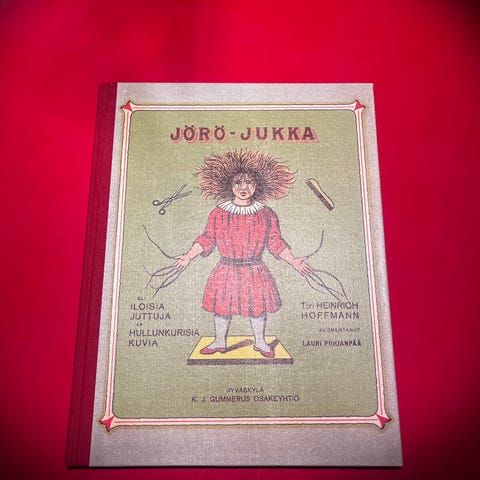 JÖRÖ-JUKKA
ELI
ILOISIA
JUTTUJA
JA
HULLUNKURISIA
KUVIA
T:RI HEINRICH
HOFFMANN
SUOMENTANUT
LAURI POHJANPÄÄ
JYVÄSKYLÄ
K. J. GUMMERUS OSAKEYHTIÖ